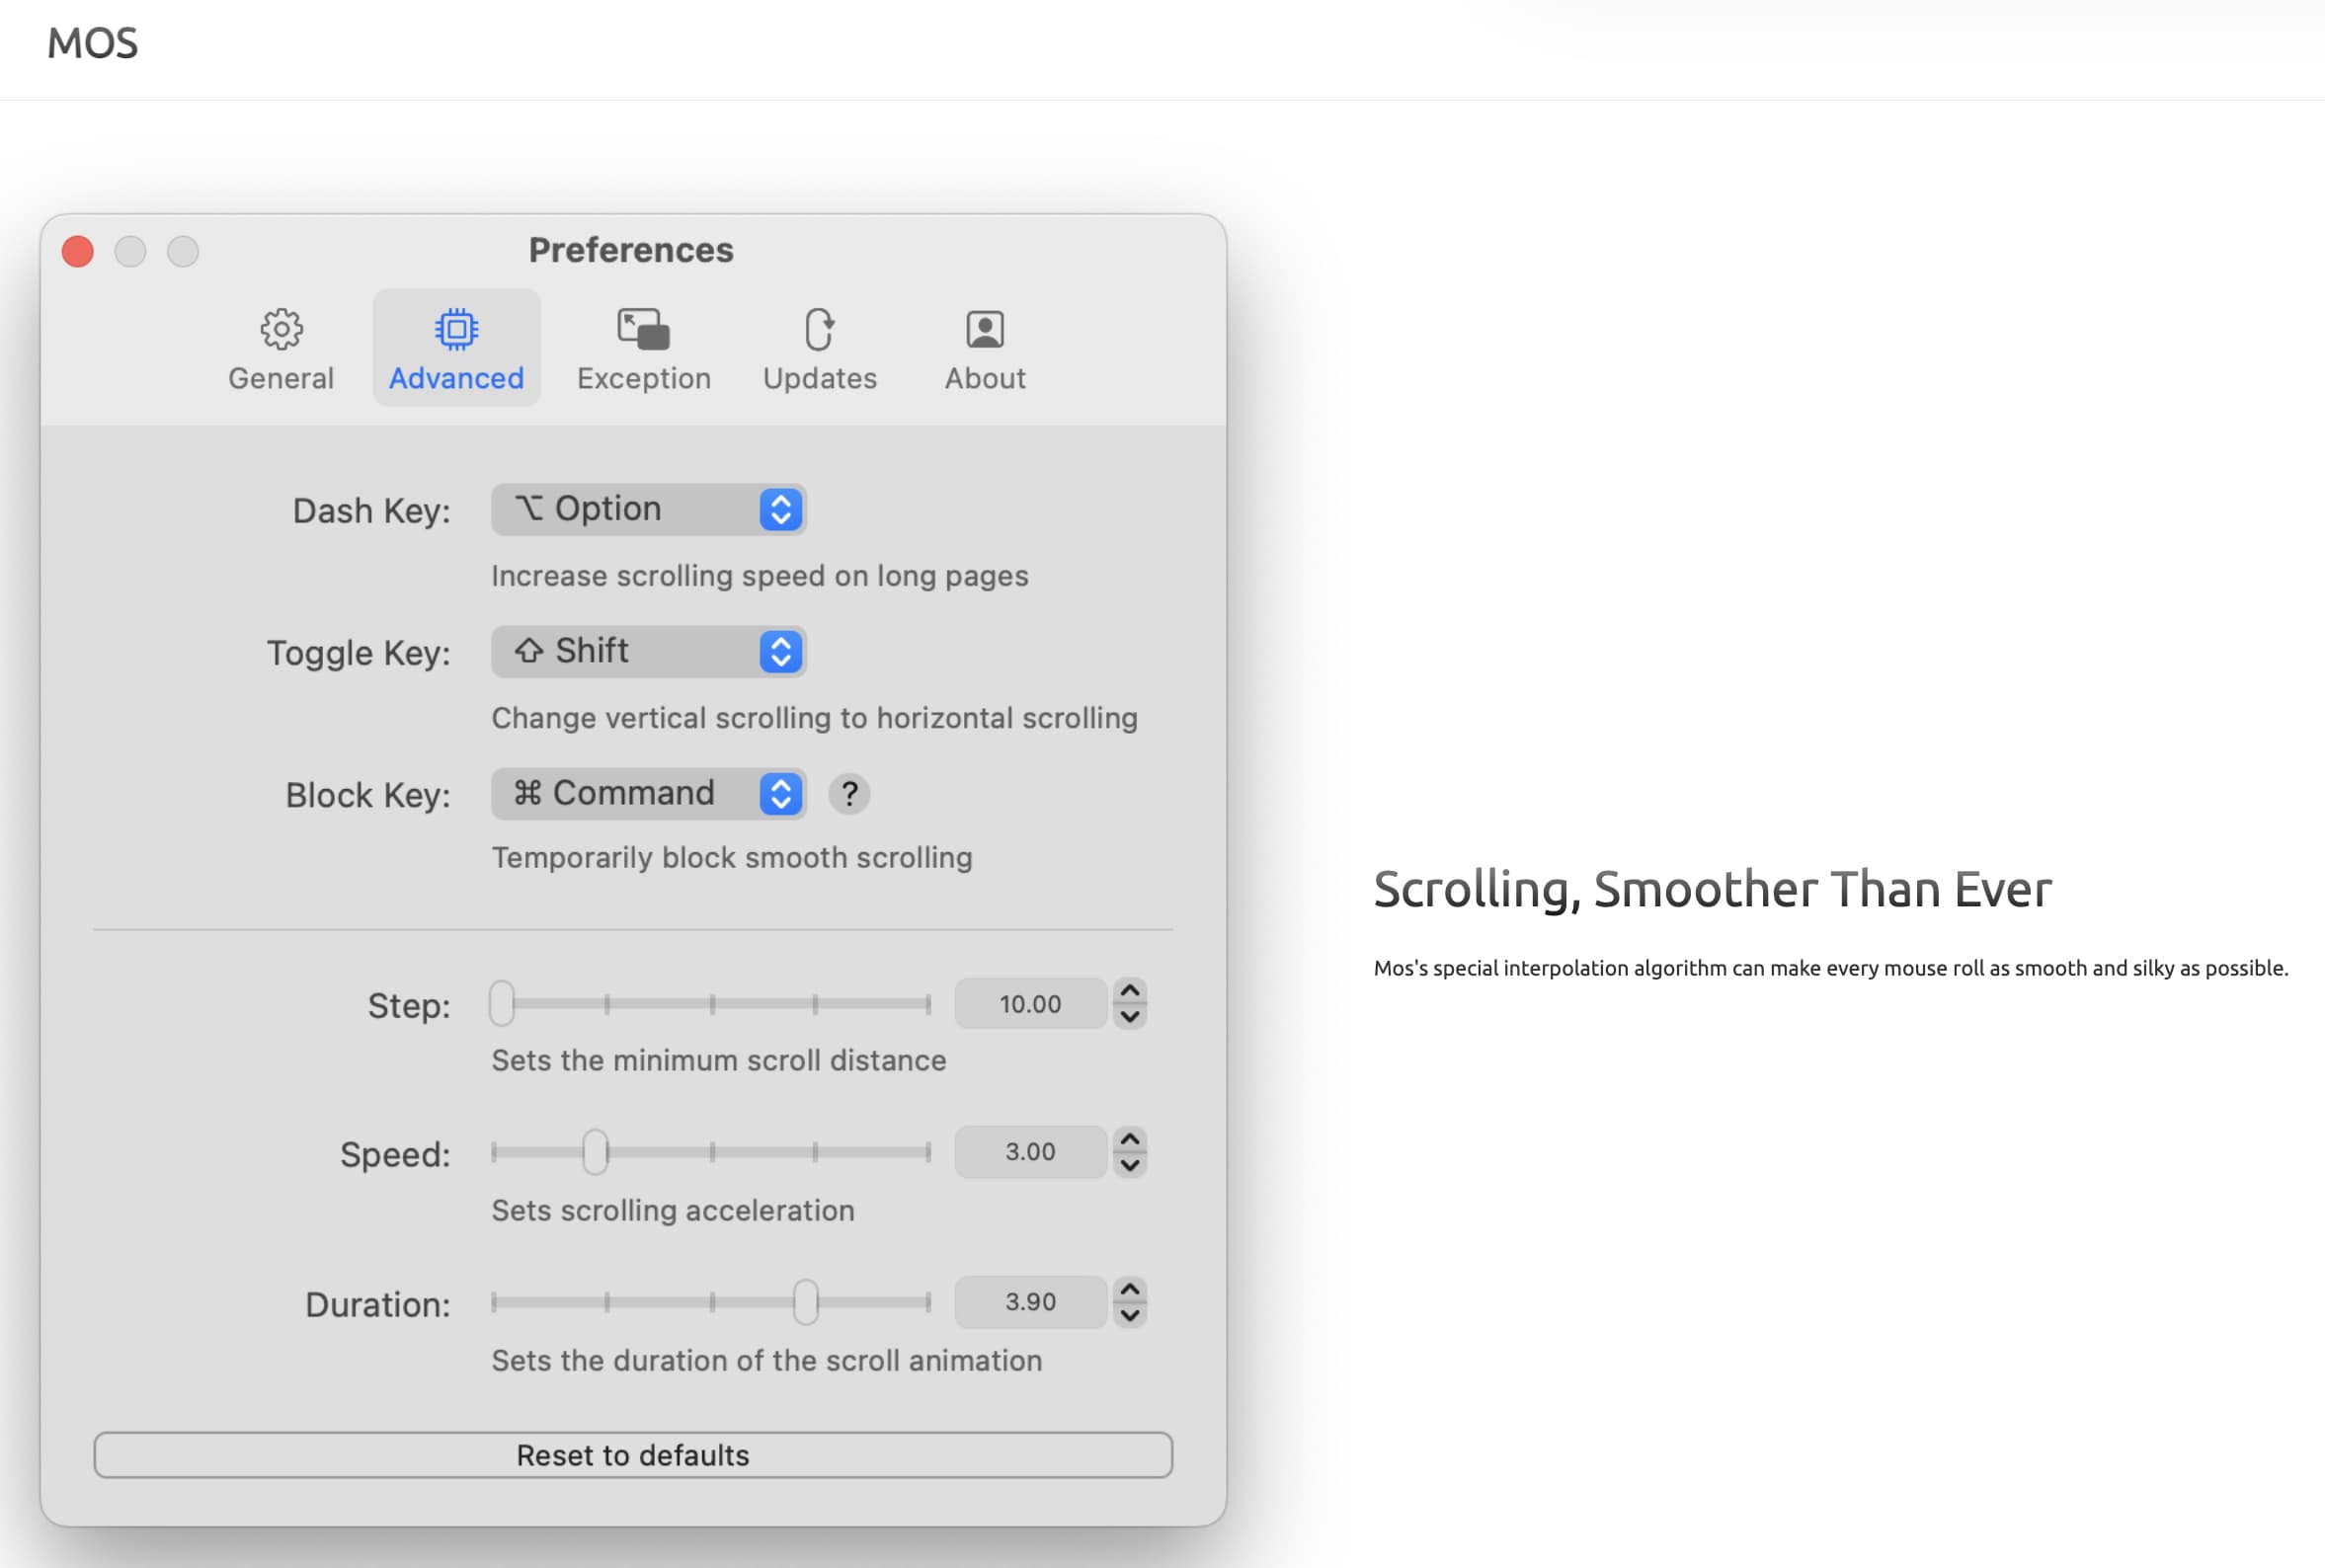 MOS
Preferences
General
Advanced
Exception
Updates
About
Dash Key:
⌥ Option
Increase scrolling speed on long pages
Toggle Key:
⇧ Shift
Change vertical scrolling to horizontal scrolling
Block Key:
⌘ Command
?
Temporarily block smooth scrolling
Step:
10.00
Sets the minimum scroll distance
Speed:
3.00
Sets scrolling acceleration
Duration:
3.90
Sets the duration of the scroll animation
Reset to defaults
Scrolling, Smoother Than Ever
Mos's special interpolation algorithm can make every mouse roll as smooth and silky as possible.